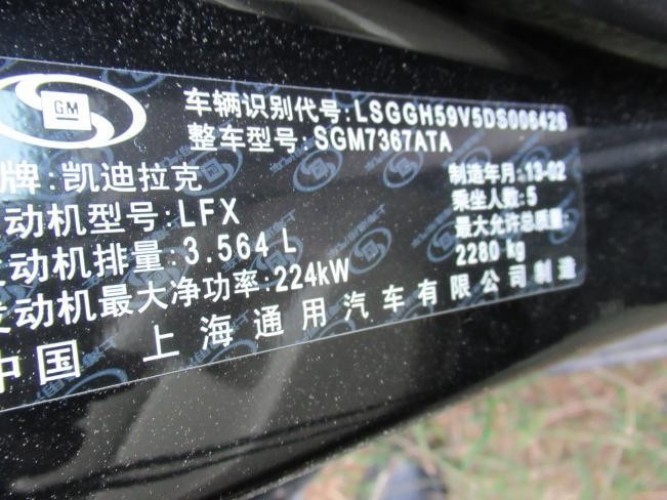 GM
车辆识别代号:LSGGH59V5DS006426
整车型号:SGM7367ATA
牌:凯迪拉克
制造年月:13-02
动机型号:LFX
乘坐人数:5
发动机排量:3.564 L
最大允许总质量:
2280 kg
发动机最大净功率:224kW
中国 上海通用汽车有限公司制造